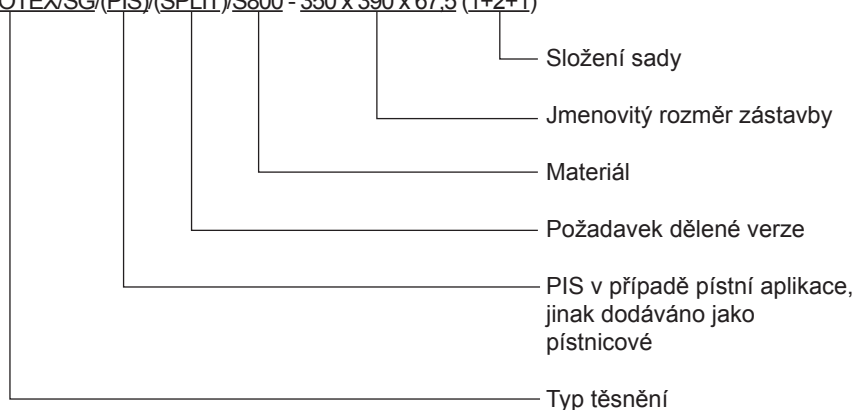 OTEX/SG/(PIS)/(SPLIT)/S800 - 350 x 390 x 67,5 (1+2+1)
Složení sady
Jmenovitý rozměr zástavby
Materiál
Požadavek dělené verze
PIS v případě pístní aplikace,
jinak dodáváno jako
pístnicové
Typ těsnění